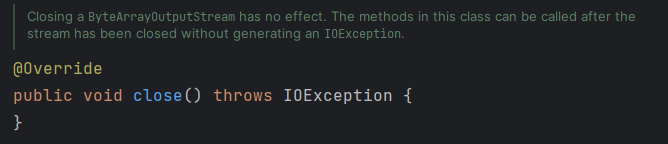 Closing a ByteArrayOutputStream has no effect. The methods in this class can be called after the
stream has been closed without generating an IOException.
@Override
public void close() throws IOException {
}